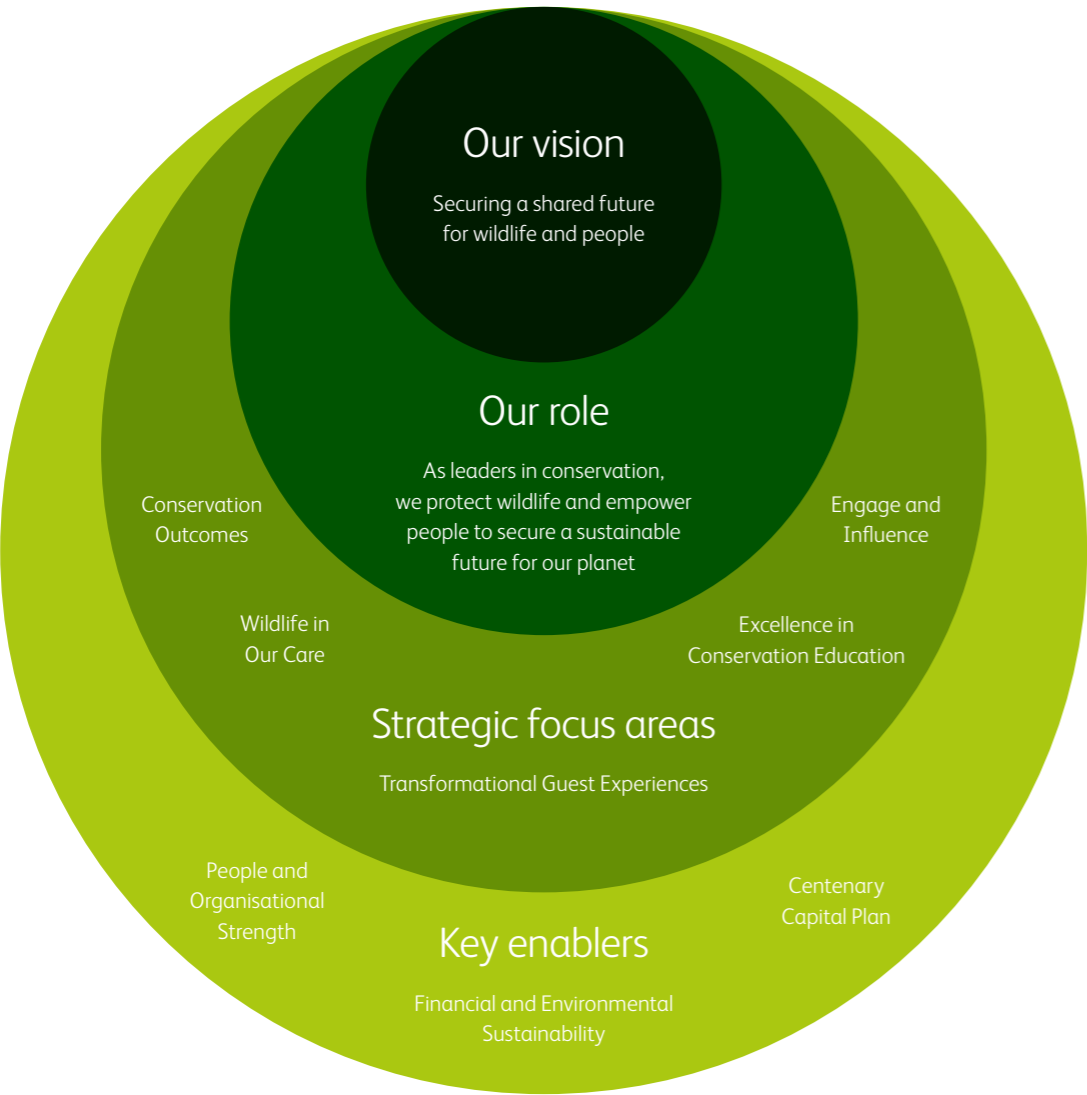 Our vision
Securing a shared future
for wildlife and people
Our role
As leaders in conservation,
we protect wildlife and empower
people to secure a sustainable
future for our planet
Conservation
Outcomes
Wildlife in
Our Care
Engage and
Influence
Excellence in
Conservation Education
Strategic focus areas
Transformational Guest Experiences
People and
Organisational
Strength
Centenary
Capital Plan
Key enablers
Financial and Environmental
Sustainability